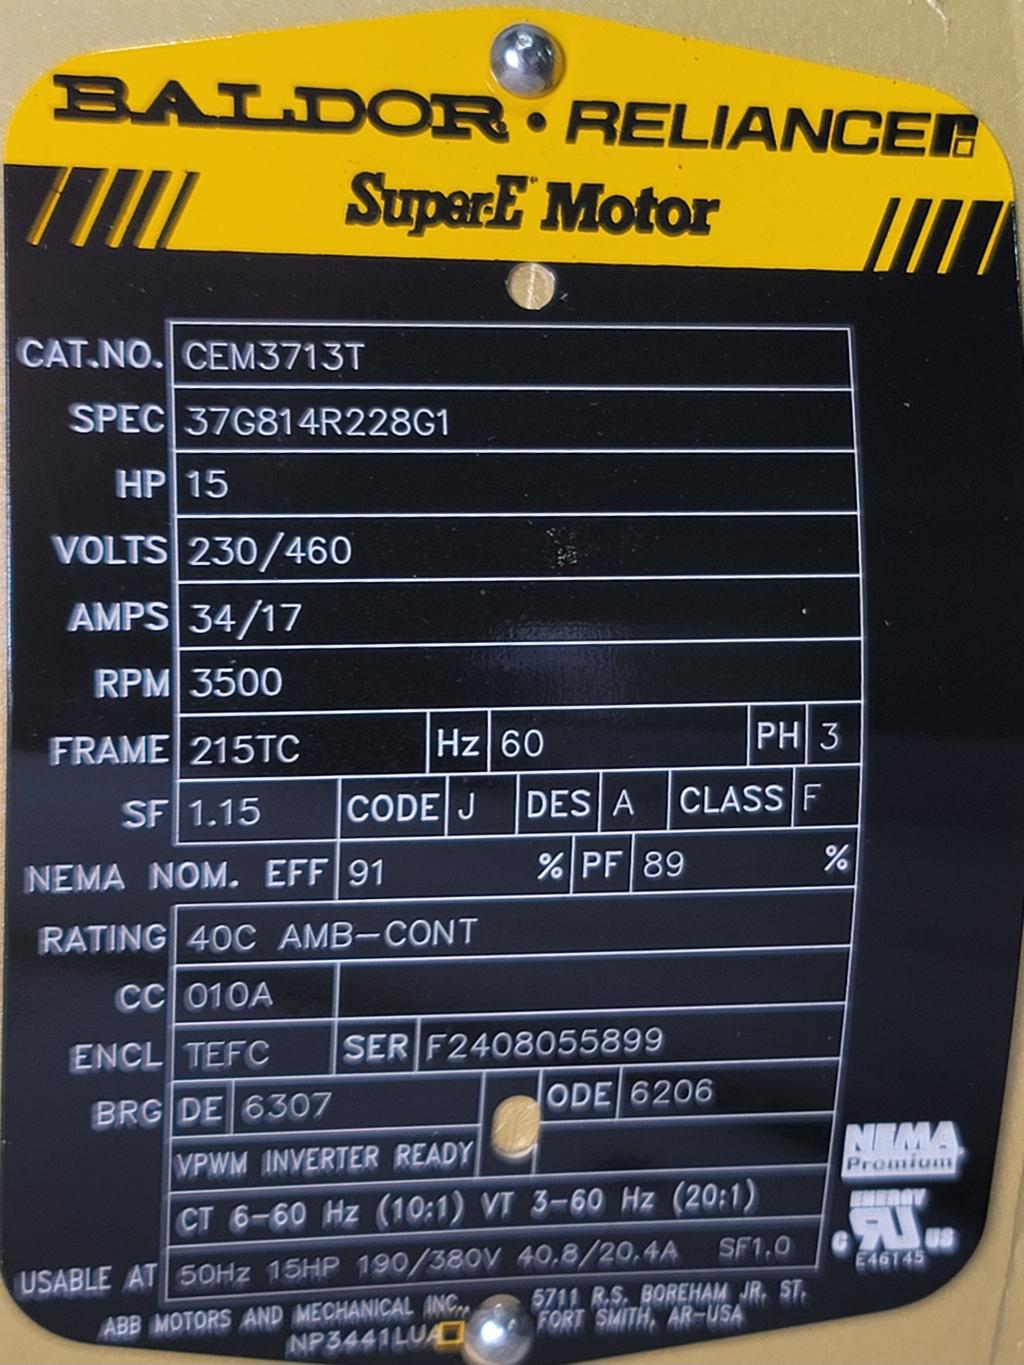 BALDOR • RELIANCE
Super-E® Motor
CAT.NO. CEM3713T
SPEC 37G814R228G1
HP 15
VOLTS 230/460
AMPS 34/17
RPM 3500
FRAME 215TC Hz 60 PH 3
SF 1.15 CODE J DES A CLASS F
NEMA NOM. EFF 91 % PF 89 %
RATING 40C AMB-CONT
CC 010A
ENCL TEFC SER F2408055899
BRG DE 6307 ODE 6206
VPWM INVERTER READY
CT 6-60 Hz (10:1) VT 3-60 Hz (20:1)
USABLE AT 50Hz 15HP 190/380V 40.8/20.4A SF1.0
NEMA
Premium
ENERGY
C RU US
E46145
ABB MOTORS AND MECHANICAL INC.,
5711 R.S. BOREHAM JR. ST.
FORT SMITH, AR-USA
NP3441LUA